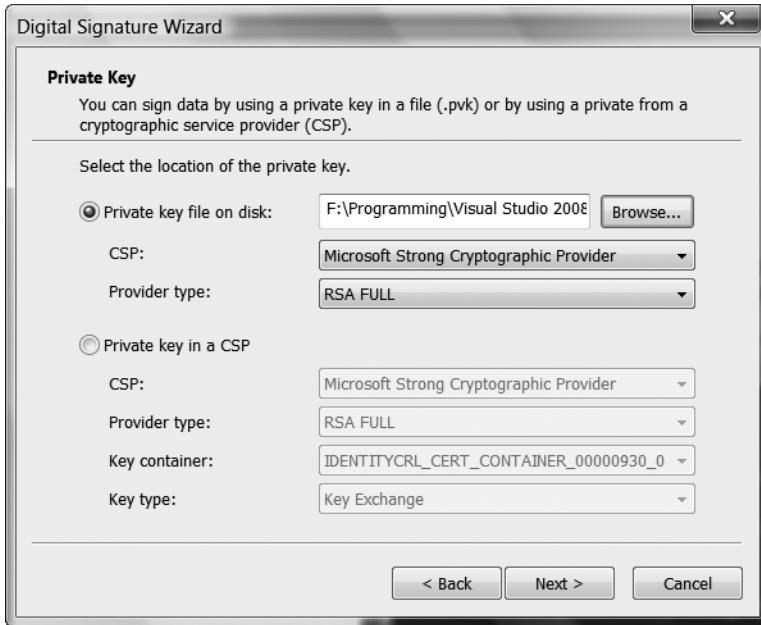 Digital Signature Wizard
Private Key
You can sign data by using a private key in a file (.pvk) or by using a private from a
cryptographic service provider (CSP).
Select the location of the private key.
Private key file on disk: F:\Programming\Visual Studio 2008 Browse...
CSP: Microsoft Strong Cryptographic Provider
Provider type: RSA FULL
Private key in a CSP
CSP: Microsoft Strong Cryptographic Provider
Provider type: RSA FULL
Key container: IDENTITYCRL_CERT_CONTAINER_00000930_0
Key type: Key Exchange
< Back Next > Cancel